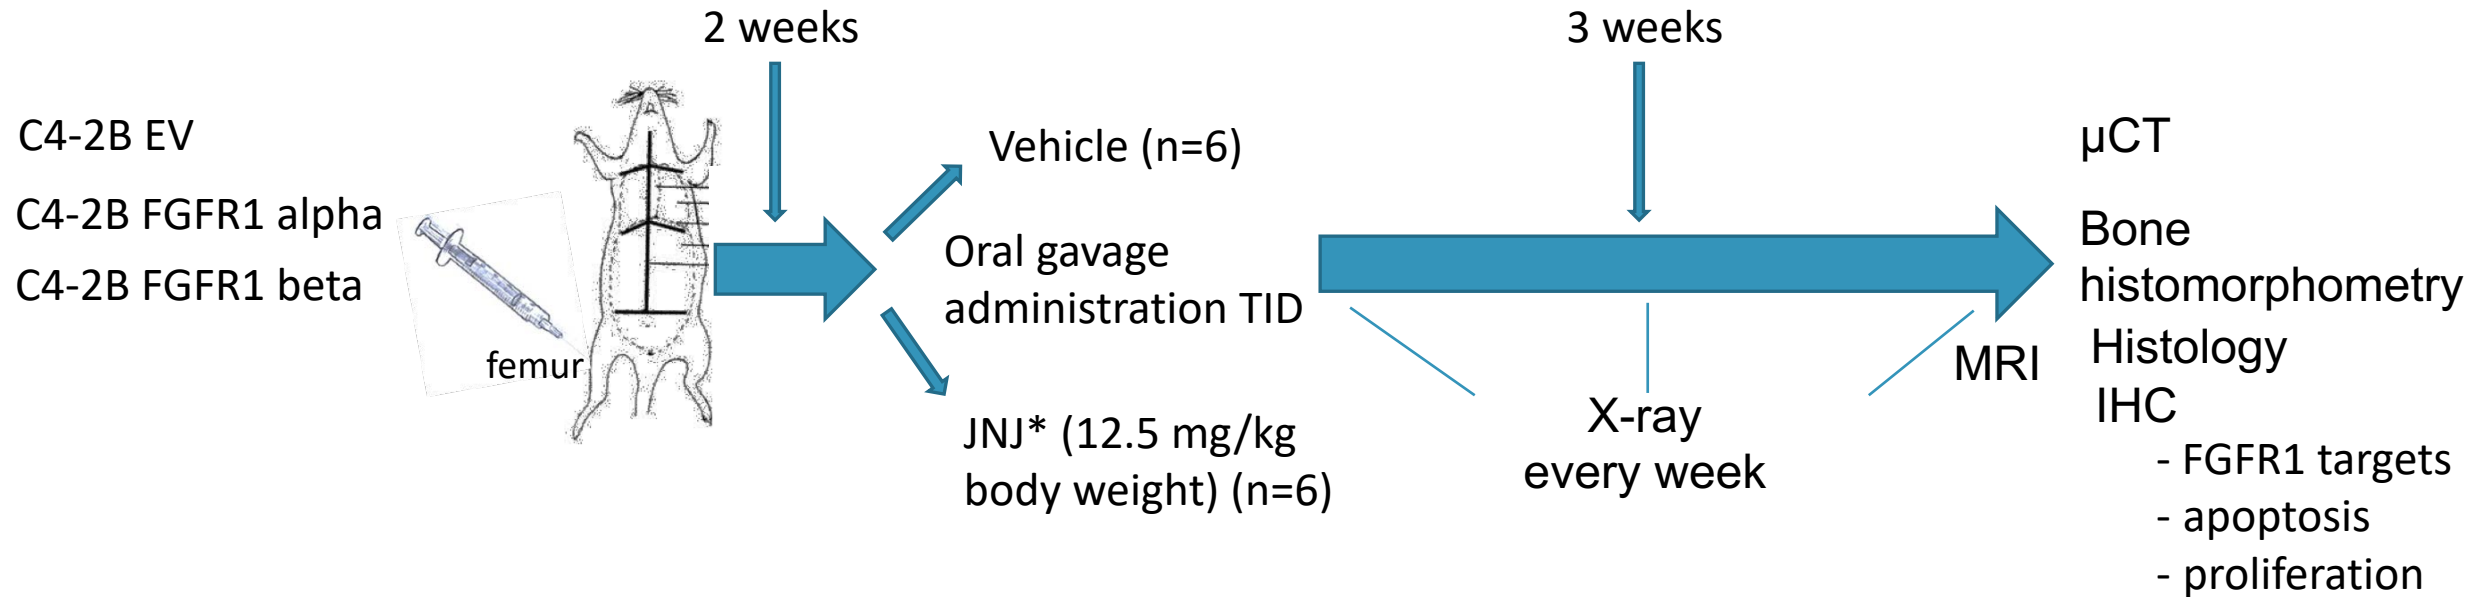 2 weeks
3 weeks
C4-2B EV
C4-2B FGFR1 alpha
C4-2B FGFR1 beta
femur
Vehicle (n=6)
Oral gavage
administration TID
JNJ* (12.5 mg/kg
body weight) (n=6)
X-ray
every week
MRI
µCT
Bone
histomorphometry
Histology
IHC
- FGFR1 targets
- apoptosis
- proliferation